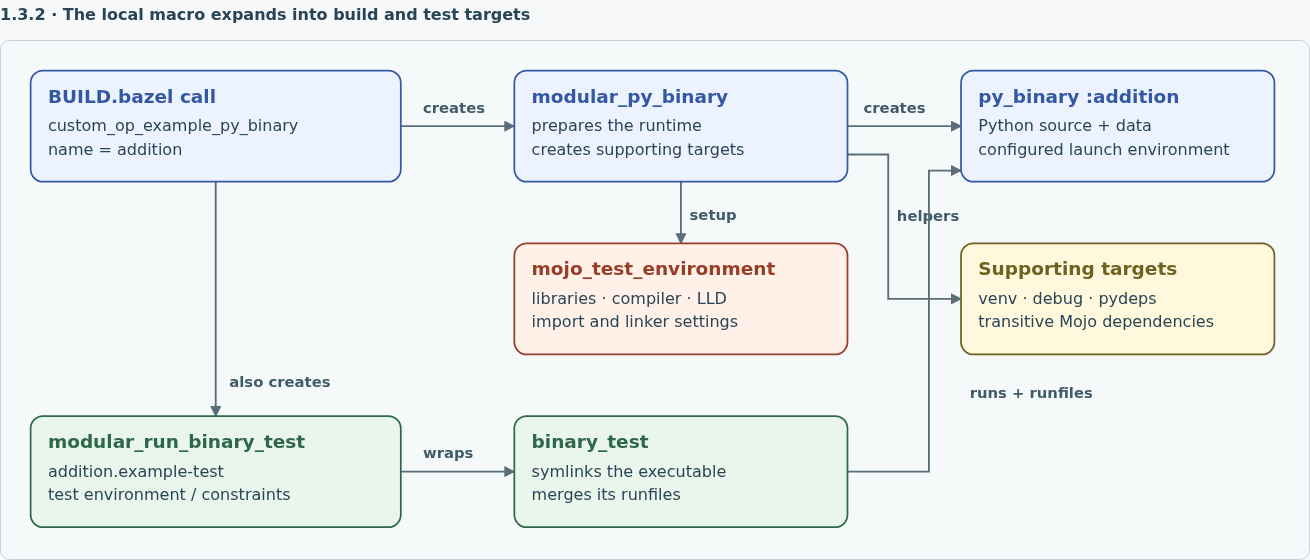 1.3.2 · The local macro expands into build and test targets
BUILD.bazel call
custom_op_example_py_binary
name = addition
creates
modular_py_binary
prepares the runtime
creates supporting targets
creates
py_binary :addition
Python source + data
configured launch environment
setup
helpers
mojo_test_environment
libraries · compiler · LLD
import and linker settings
Supporting targets
venv · debug · pydeps
transitive Mojo dependencies
also creates
runs + runfiles
modular_run_binary_test
addition.example-test
test environment / constraints
wraps
binary_test
symlinks the executable
merges its runfiles